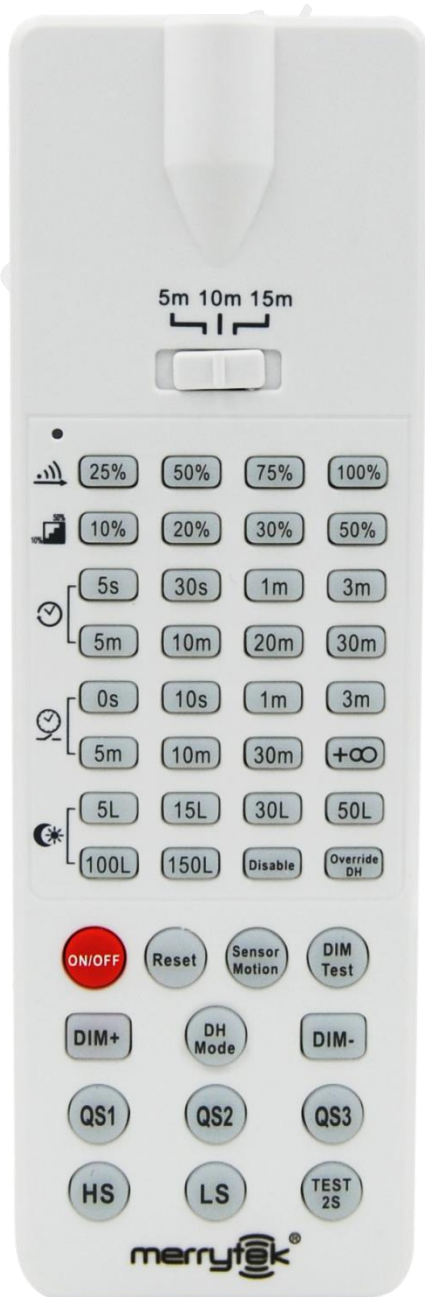 5m 10m 15m
25% 50% 75% 100%
50%
10%
10% 20% 30% 50%
5s 30s 1m 3m
5m 10m 20m 30m
0s 10s 1m 3m
5m 10m 30m +∞
5L 15L 30L 50L
100L 150L Disable Override DH
ON/OFF Reset Sensor Motion DIM Test
DIM+ DH Mode DIM-
QS1 QS2 QS3
HS LS TEST 2S
merrytek®